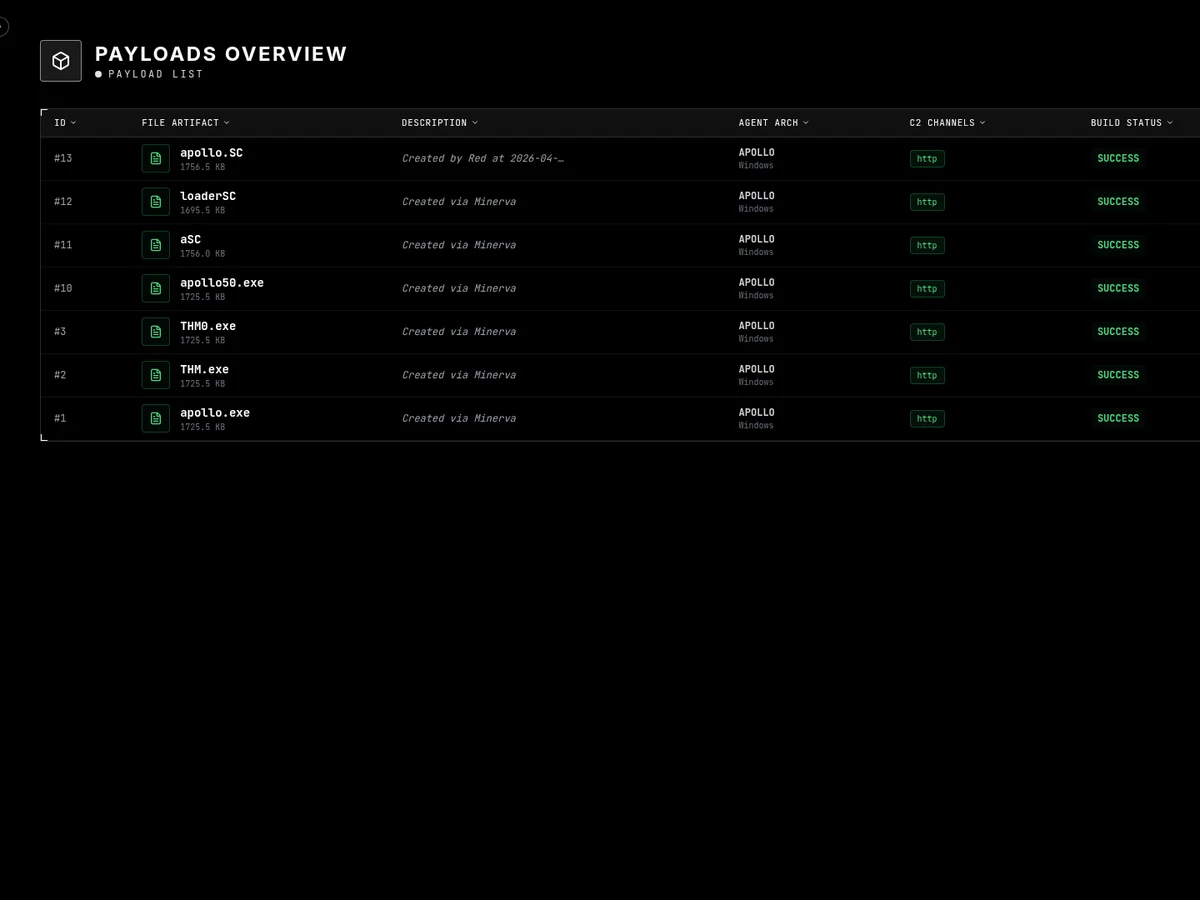 PAYLOADS OVERVIEW
PAYLOAD LIST
ID FILE ARTIFACT DESCRIPTION AGENT ARCH C2 CHANNELS BUILD STATUS
#13 apollo.SC Created by Red at 2026-04-… APOLLO http SUCCESS
1756.5 KB Windows
#12 loaderSC Created via Minerva APOLLO http SUCCESS
1695.5 KB Windows
#11 aSC Created via Minerva APOLLO http SUCCESS
1756.0 KB Windows
#10 apollo50.exe Created via Minerva APOLLO http SUCCESS
1725.5 KB Windows
#3 THM0.exe Created via Minerva APOLLO http SUCCESS
1725.5 KB Windows
#2 THM.exe Created via Minerva APOLLO http SUCCESS
1725.5 KB Windows
#1 apollo.exe Created via Minerva APOLLO http SUCCESS
1725.5 KB Windows